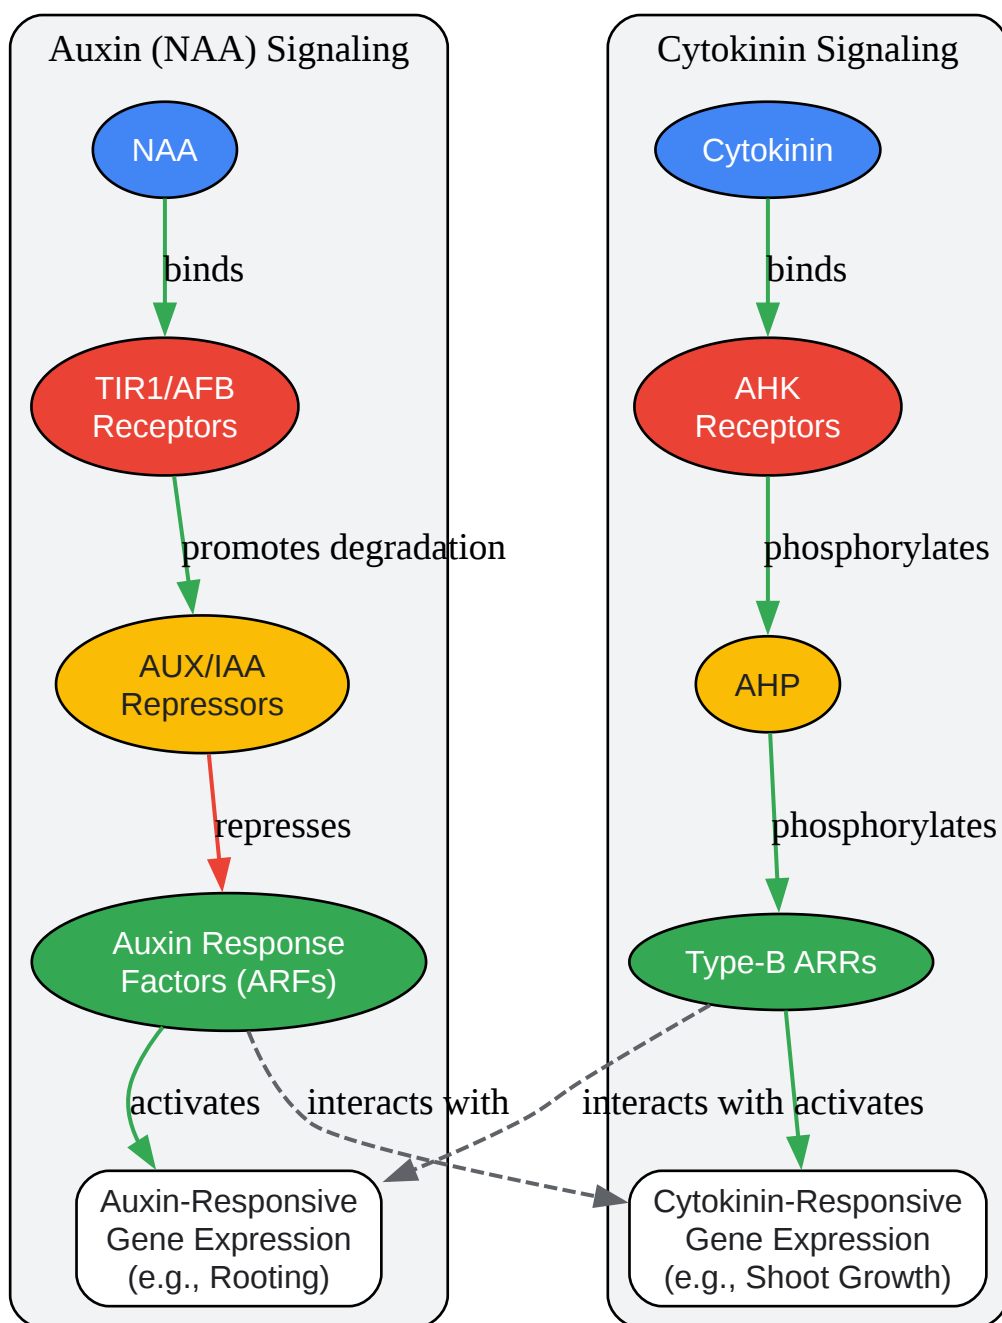 Auxin (NAA) Signaling
NAA
binds
TIR1/AFB
Receptors
promotes degradation
AUX/IAA
Repressors
represses
Auxin Response
Factors (ARFs)
activates
interacts with
Auxin-Responsive
Gene Expression
(e.g., Rooting)
Cytokinin Signaling
Cytokinin
binds
AHK
Receptors
phosphorylates
AHP
phosphorylates
Type-B ARRs
interacts with
activates
Cytokinin-Responsive
Gene Expression
(e.g., Shoot Growth)